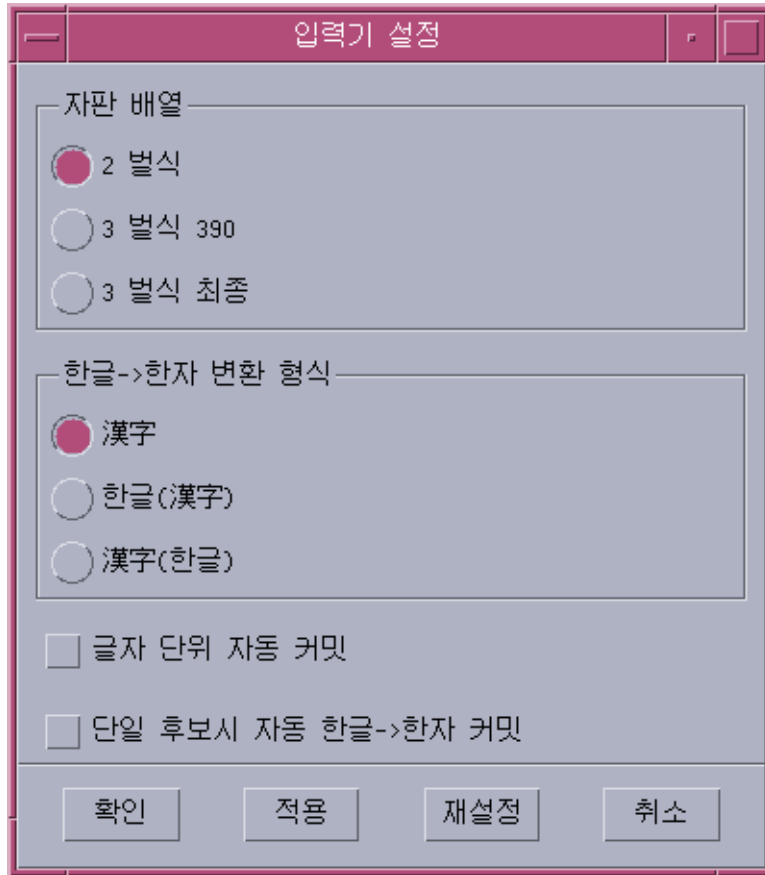 입력기 설정
자판 배열
2 벌식
3 벌식 390
3 벌식 최종
한글->한자 변환 형식
漢字
한글(漢字)
漢字(한글)
글자 단위 자동 커밋
단일 후보시 자동 한글->한자 커밋
확인 적용 재설정 취소